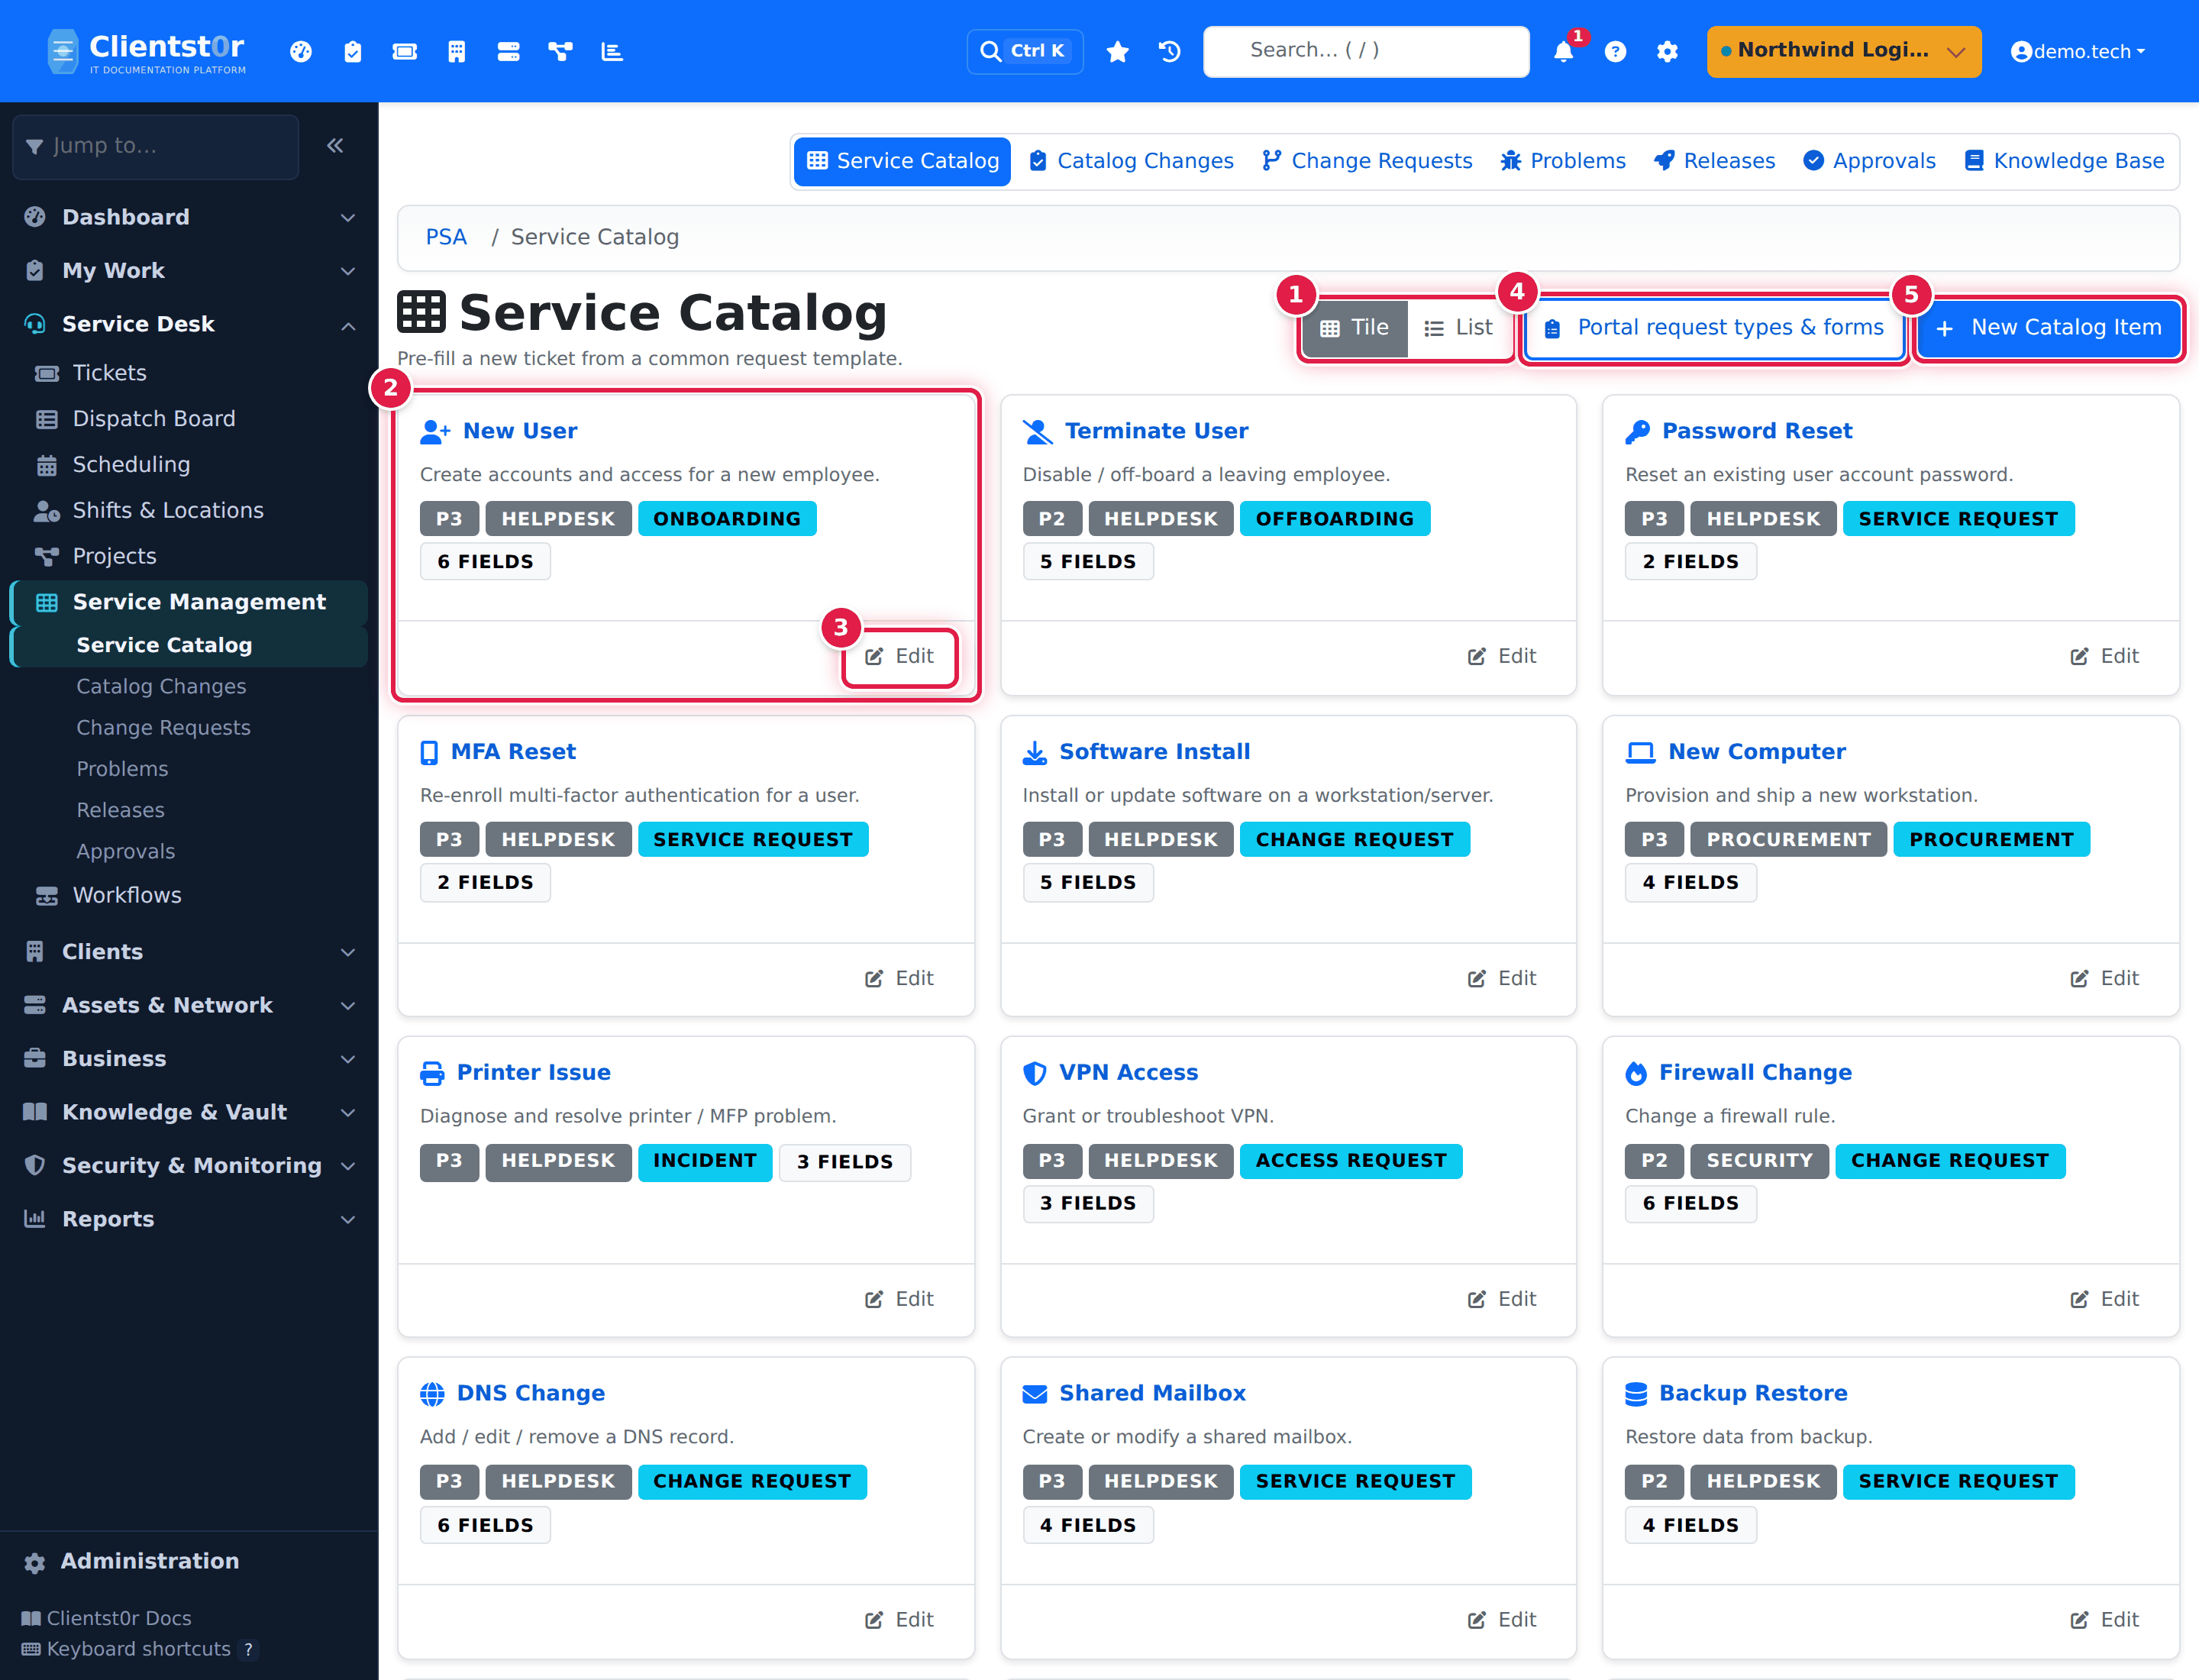 Clientst0r
IT DOCUMENTATION PLATFORM
Ctrl K
Search... ( / )
1
Northwind Logi...
demo.tech
Jump to...
Dashboard
My Work
Service Desk
Tickets
Dispatch Board
Scheduling
Shifts & Locations
Projects
Service Management
Service Catalog
Catalog Changes
Change Requests
Problems
Releases
Approvals
Workflows
Clients
Assets & Network
Business
Knowledge & Vault
Security & Monitoring
Reports
Administration
Clientst0r Docs
Keyboard shortcuts ?
Service Catalog Catalog Changes Change Requests Problems Releases Approvals Knowledge Base
PSA / Service Catalog
Service Catalog
Pre-fill a new ticket from a common request template.
1 Tile List
4 Portal request types & forms
5 New Catalog Item
2
New User
Create accounts and access for a new employee.
P3 HELPDESK ONBOARDING
6 FIELDS
3 Edit
Terminate User
Disable / off-board a leaving employee.
P2 HELPDESK OFFBOARDING
5 FIELDS
Edit
Password Reset
Reset an existing user account password.
P3 HELPDESK SERVICE REQUEST
2 FIELDS
Edit
MFA Reset
Re-enroll multi-factor authentication for a user.
P3 HELPDESK SERVICE REQUEST
2 FIELDS
Edit
Software Install
Install or update software on a workstation/server.
P3 HELPDESK CHANGE REQUEST
5 FIELDS
Edit
New Computer
Provision and ship a new workstation.
P3 PROCUREMENT PROCUREMENT
4 FIELDS
Edit
Printer Issue
Diagnose and resolve printer / MFP problem.
P3 HELPDESK INCIDENT 3 FIELDS
Edit
VPN Access
Grant or troubleshoot VPN.
P3 HELPDESK ACCESS REQUEST
3 FIELDS
Edit
Firewall Change
Change a firewall rule.
P2 SECURITY CHANGE REQUEST
6 FIELDS
Edit
DNS Change
Add / edit / remove a DNS record.
P3 HELPDESK CHANGE REQUEST
6 FIELDS
Edit
Shared Mailbox
Create or modify a shared mailbox.
P3 HELPDESK SERVICE REQUEST
4 FIELDS
Edit
Backup Restore
Restore data from backup.
P2 HELPDESK SERVICE REQUEST
4 FIELDS
Edit